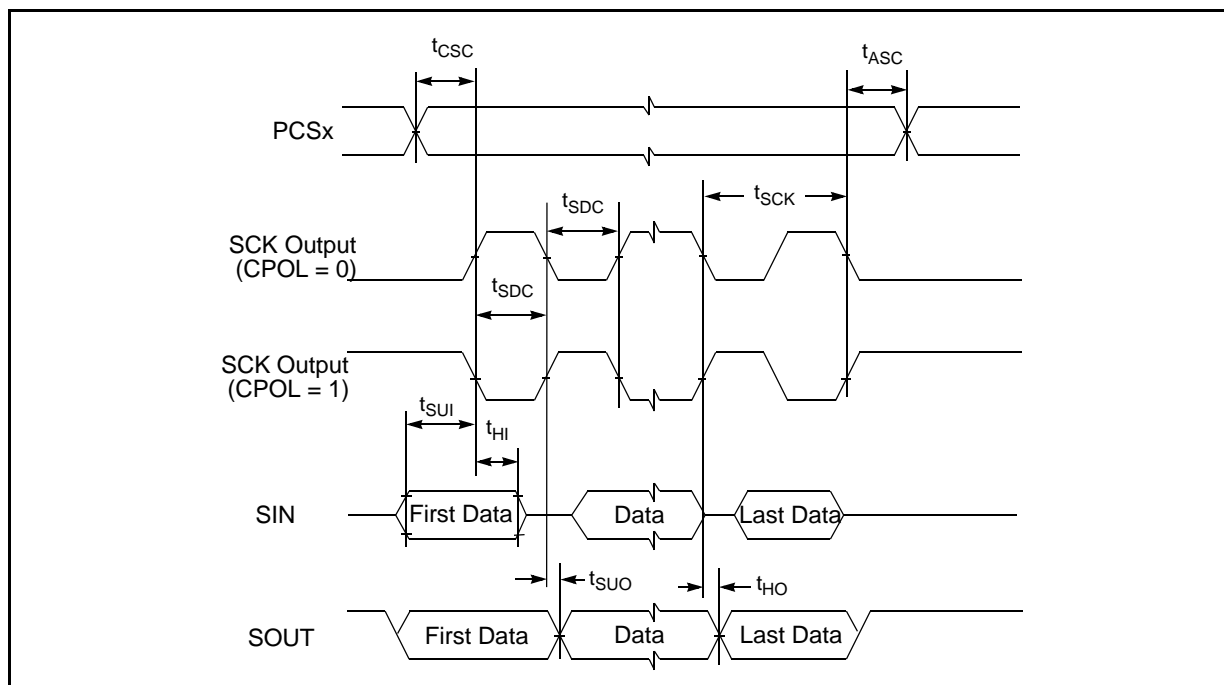 tCSC
tASC
PCSx
tSCK
tSDC
SCK Output
(CPOL = 0)
tSDC
SCK Output
(CPOL = 1)
tSUI
tHI
SIN
First Data
Data
Last Data
tSUO
tHO
SOUT
First Data
Data
Last Data